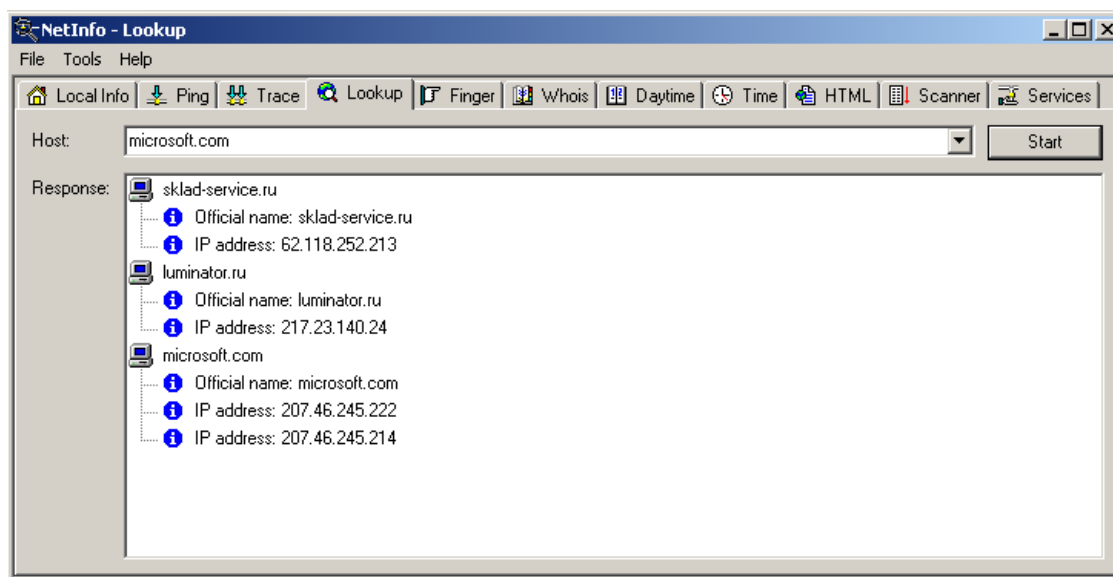 NetInfo - Lookup
File Tools Help
Local Info Ping Trace Lookup Finger Whois Daytime Time HTML Scanner Services
Host: microsoft.com Start
Response: sklad-service.ru
Official name: sklad-service.ru
IP address: 62.118.252.213
luminator.ru
Official name: luminator.ru
IP address: 217.23.140.24
microsoft.com
Official name: microsoft.com
IP address: 207.46.245.222
IP address: 207.46.245.214